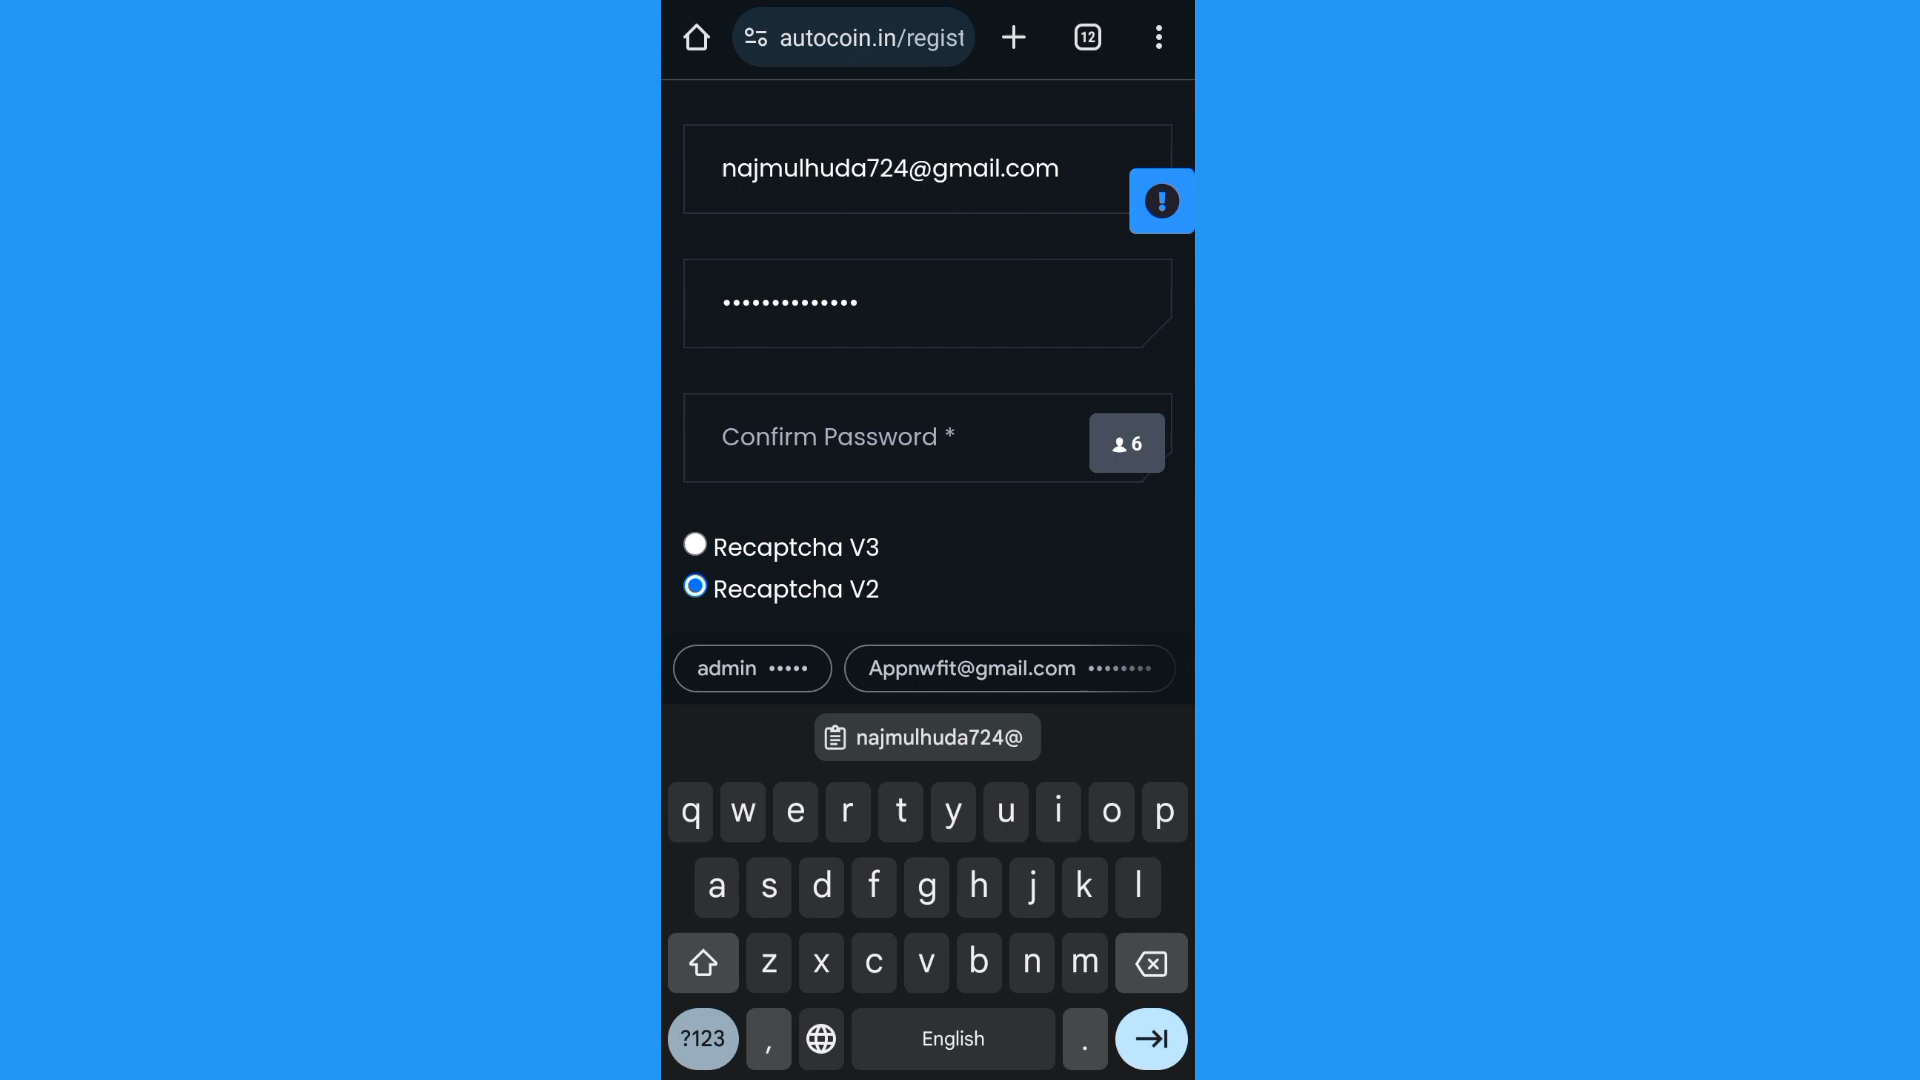 autocoin.in/regist
12
najmulhuda724@gmail.com
••••••••••••••
Confirm Password *
6
Recaptcha V3
Recaptcha V2
admin •••••
Appnwfit@gmail.com ••••••••
najmulhuda724@
q w e r t y u i o p
a s d f g h j k l
z x c v b n m
?123 , English .